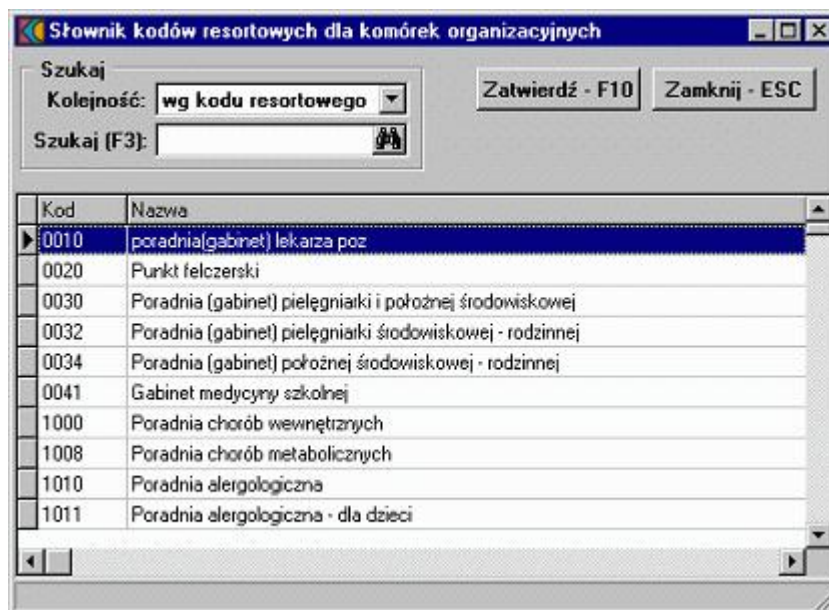 Słownik kodów resortowych dla komórek organizacyjnych
Szukaj
Kolejność: wg kodu resortowego
Zatwierdź - F10 Zamknij - ESC
Szukaj (F3):
Kod Nazwa
0010 poradnia(gabinet) lekarza poz
0020 Punkt felczerski
0030 Poradnia (gabinet) pielęgniarki i położnej środowiskowej
0032 Poradnia (gabinet) pielęgniarki środowiskowej - rodzinnej
0034 Poradnia (gabinet) położnej środowiskowej - rodzinnej
0041 Gabinet medycyny szkolnej
1000 Poradnia chorób wewnętrznych
1008 Poradnia chorób metabolicznych
1010 Poradnia alergologiczna
1011 Poradnia alergologiczna - dla dzieci